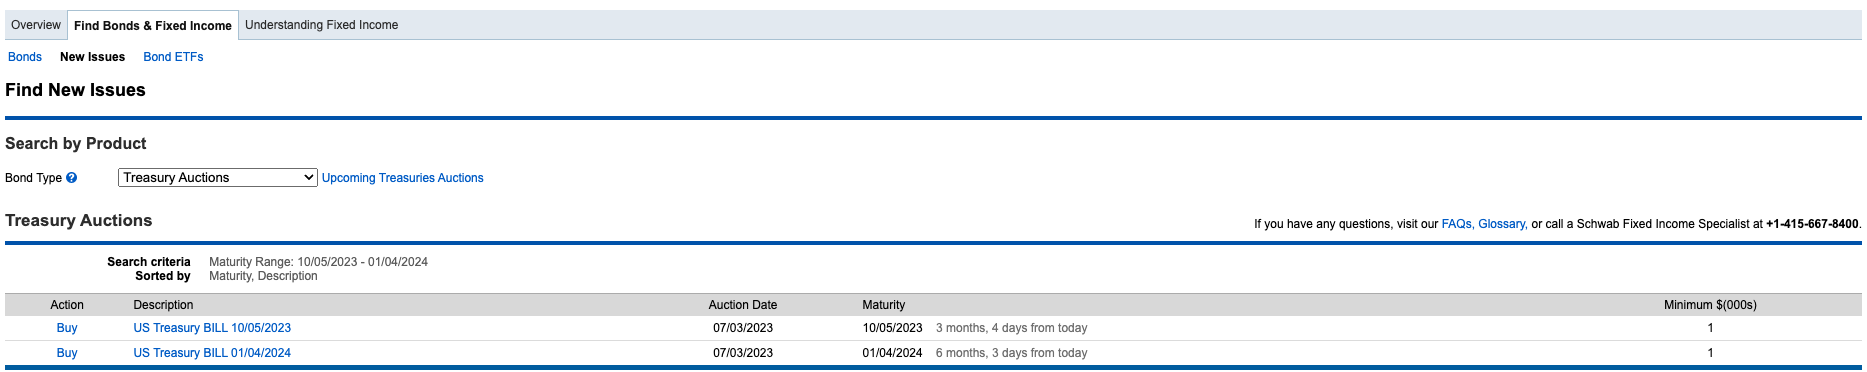 Overview Find Bonds & Fixed Income Understanding Fixed Income
Bonds New Issues Bond ETFs
Find New Issues
Search by Product
Bond Type ? Treasury Auctions Upcoming Treasuries Auctions
Treasury Auctions
If you have any questions, visit our FAQs, Glossary, or call a Schwab Fixed Income Specialist at +1-415-667-8400.
Search criteria Maturity Range: 10/05/2023 - 01/04/2024
Sorted by Maturity, Description
Action Description Auction Date Maturity Minimum $(000s)
Buy US Treasury BILL 10/05/2023 07/03/2023 10/05/2023 3 months, 4 days from today 1
Buy US Treasury BILL 01/04/2024 07/03/2023 01/04/2024 6 months, 3 days from today 1